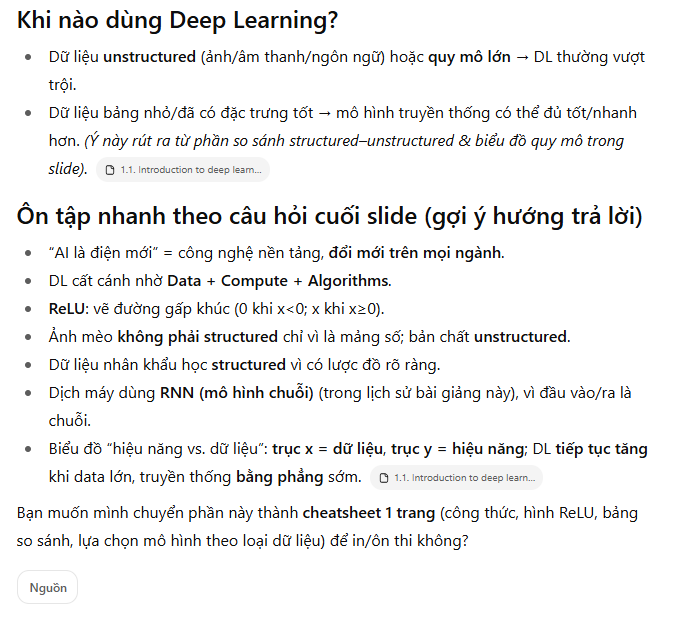 Khi nào dùng Deep Learning?
Dữ liệu unstructured (ảnh/âm thanh/ngôn ngữ) hoặc quy mô lớn → DL thường vượt
trội.
Dữ liệu bảng nhỏ/đã có đặc trưng tốt → mô hình truyền thống có thể đủ tốt/nhanh
hơn. (Ý này rút ra từ phần so sánh structured–unstructured & biểu đồ quy mô trong
slide). 1.1. Introduction to deep learn...
Ôn tập nhanh theo câu hỏi cuối slide (gợi ý hướng trả lời)
“AI là điện mới” = công nghệ nền tảng, đổi mới trên mọi ngành.
DL cất cánh nhờ Data + Compute + Algorithms.
ReLU: vẽ đường gấp khúc (0 khi x<0; x khi x≥0).
Ảnh mèo không phải structured chỉ vì là mảng số; bản chất unstructured.
Dữ liệu nhân khẩu học structured vì có lược đồ rõ ràng.
Dịch máy dùng RNN (mô hình chuỗi) (trong lịch sử bài giảng này), vì đầu vào/ra là
chuỗi.
Biểu đồ “hiệu năng vs. dữ liệu”: trục x = dữ liệu, trục y = hiệu năng; DL tiếp tục tăng
khi data lớn, truyền thống bằng phẳng sớm. 1.1. Introduction to deep learn...
Bạn muốn mình chuyển phần này thành cheatsheet 1 trang (công thức, hình ReLU, bảng
so sánh, lựa chọn mô hình theo loại dữ liệu) để in/ôn thi không?
Nguồn